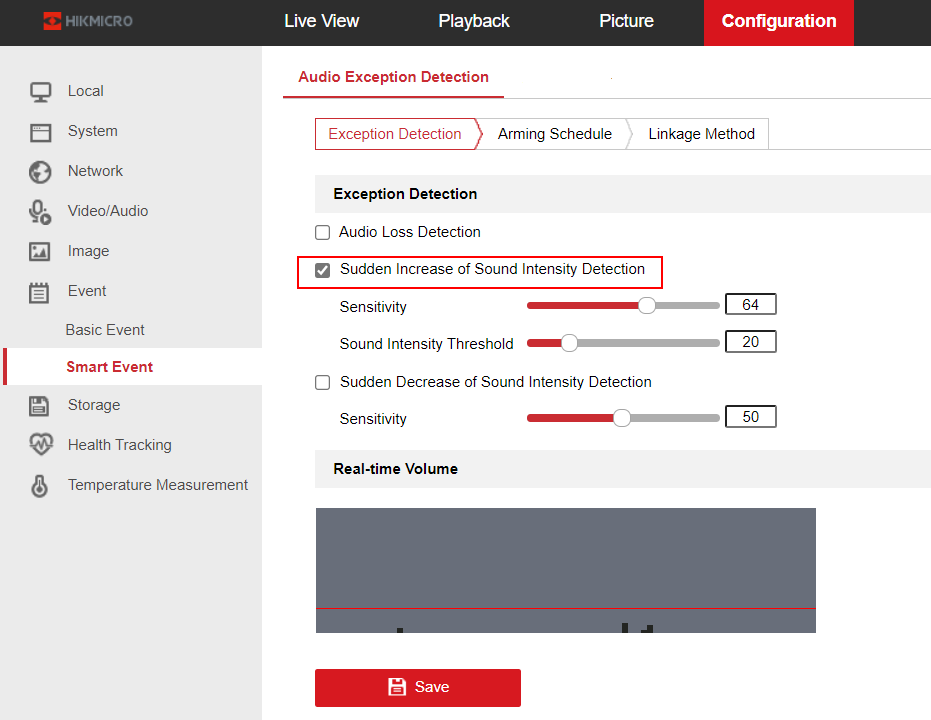 HIKMICRO
Live View Playback Picture Configuration
Local
System
Network
Video/Audio
Image
Event
Basic Event
Smart Event
Storage
Health Tracking
Temperature Measurement
Audio Exception Detection
Exception Detection Arming Schedule Linkage Method
Exception Detection
Audio Loss Detection
Sudden Increase of Sound Intensity Detection
Sensitivity 64
Sound Intensity Threshold 20
Sudden Decrease of Sound Intensity Detection
Sensitivity 50
Real-time Volume
Save